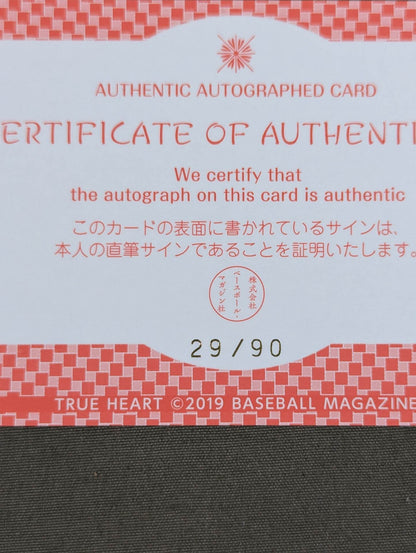 AUTHENTIC AUTOGRAPHED CARD
ERTIFICATE OF AUTHENTI
We certify that
the autograph on this card is authentic
このカードの表面に書かれているサインは、
本人の直筆サインであることを証明いたします。
株式会社
ベースボール・
マガジン社
29/90
TRUE HEART ©2019 BASEBALL MAGAZINE